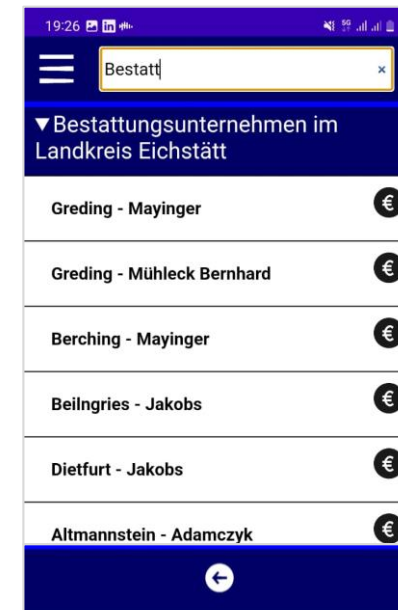 19:26
Bestatt
▼Bestattungsunternehmen im
Landkreis Eichstätt
Greding - Mayinger
Greding - Mühleck Bernhard
Berching - Mayinger
Beilngries - Jakobs
Dietfurt - Jakobs
Altmannstein - Adamczyk